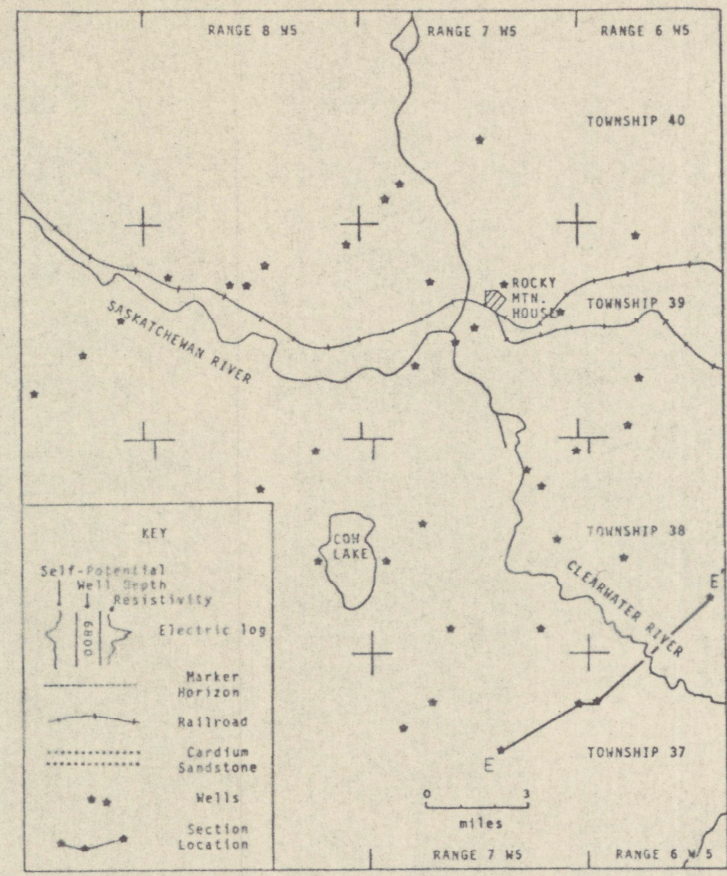 RANGE 8 W5
RANGE 7 W5
RANGE 6 W5
TOWNSHIP 40
ROCKY
MTN.
HOUSE
TOWNSHIP 39
SASKATCHEWAN RIVER
COW
LAKE
TOWNSHIP 38
CLEARWATER RIVER
E'
E
TOWNSHIP 37
0 3
miles
RANGE 7 W5
RANGE 6 W5
KEY
Self-Potential
Well Depth
Resistivity
6800
Electric log
Marker
Horizon
Railroad
Cardium
Sandstone
Wells
Section
Location